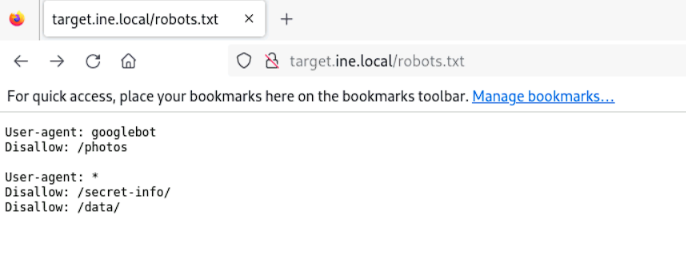 target.ine.local/robots.txt
target.ine.local/robots.txt
For quick access, place your bookmarks here on the bookmarks toolbar. Manage bookmarks…
User-agent: googlebot
Disallow: /photos
User-agent: *
Disallow: /secret-info/
Disallow: /data/